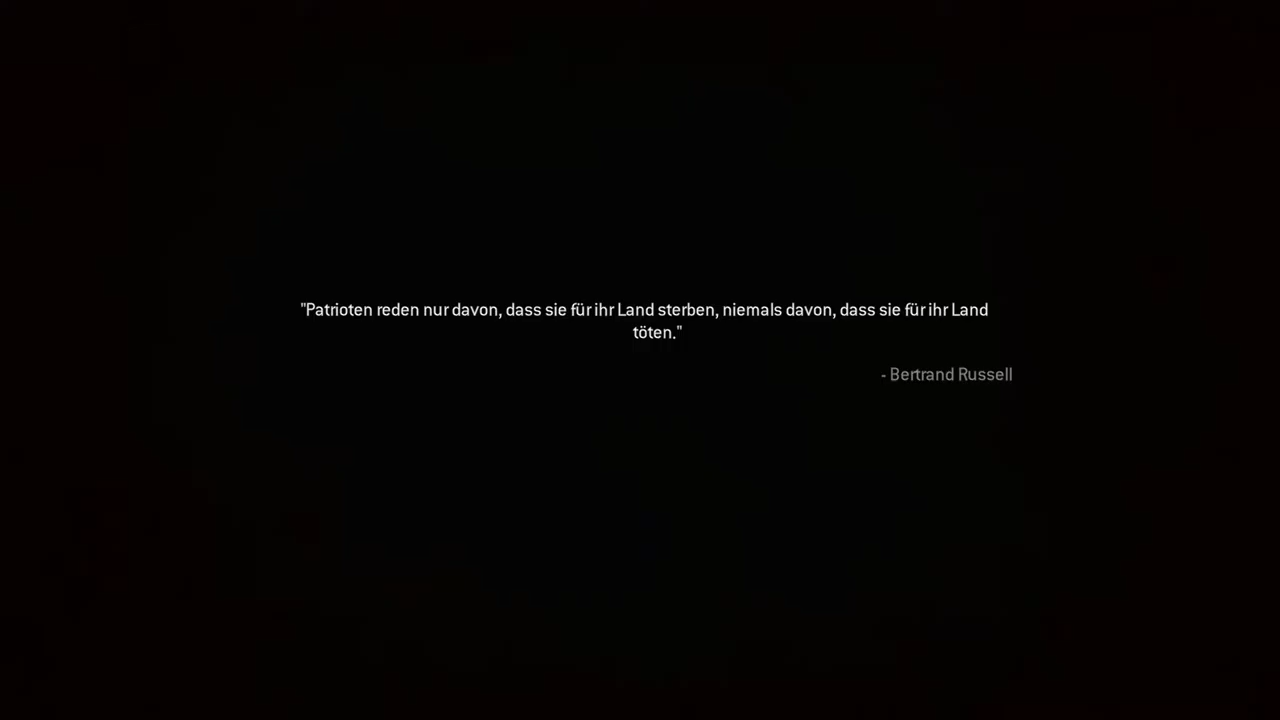 "Patrioten reden nur davon, dass sie für ihr Land sterben, niemals davon, dass sie für ihr Land
töten."
- Bertrand Russell